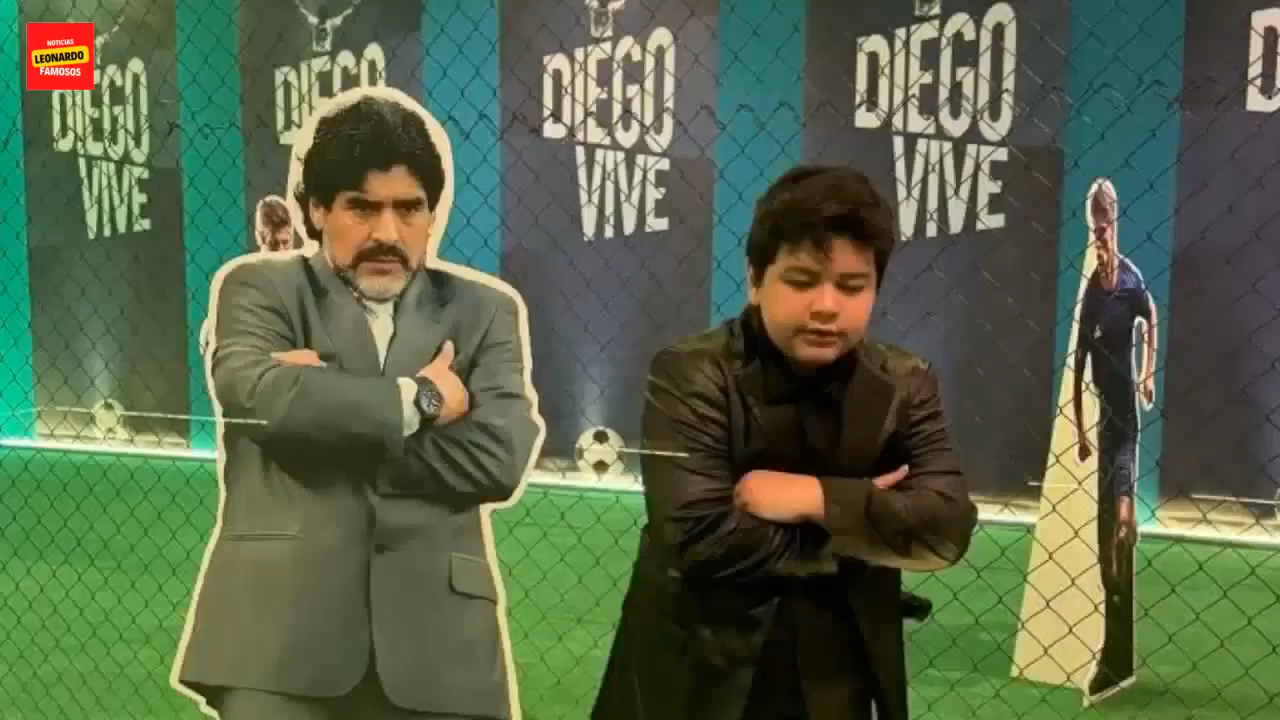 NOTICIAS
LEONARDO
FAMOSOS
DIEGO
VIVE
DIEGO
DIEGO
VIVE
DIEGO
VIVE
D